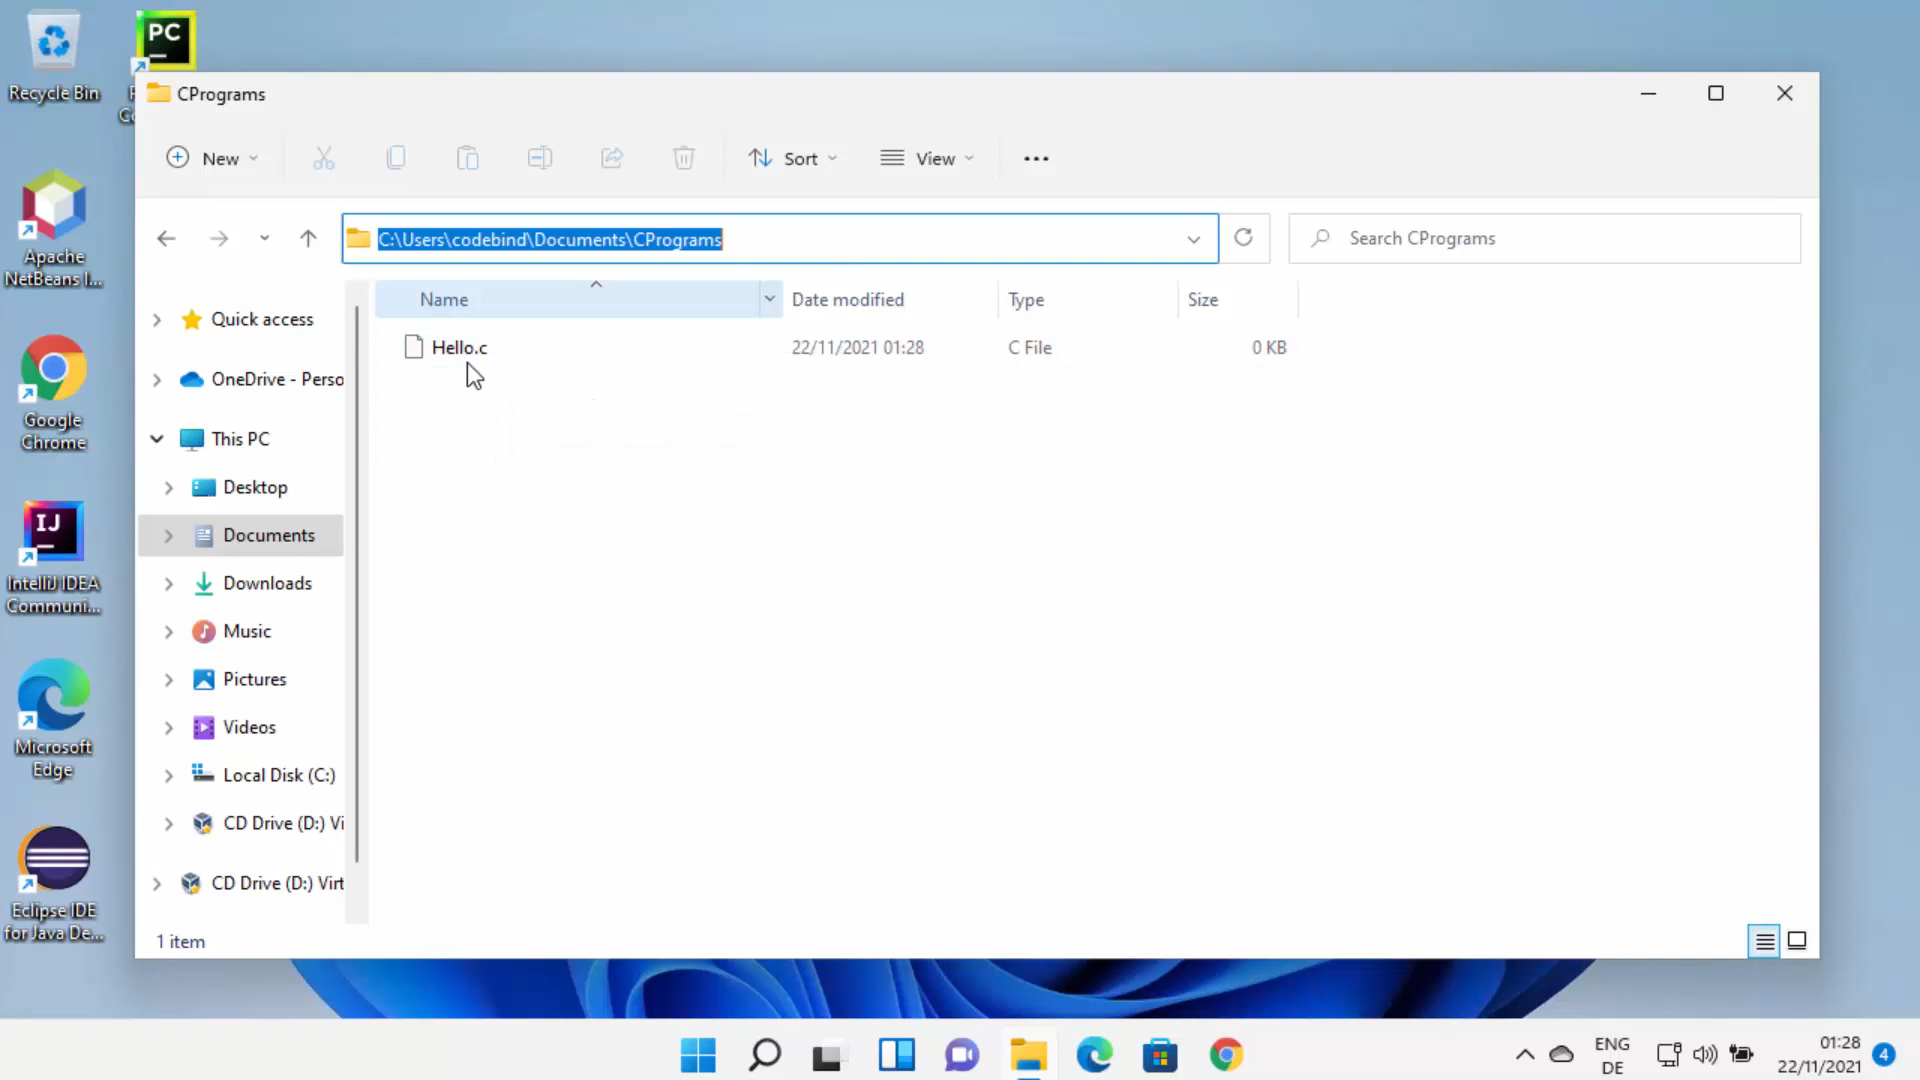 PC
Recycle Bin
CPrograms
New
Sort
View
Apache
NetBeans I...
C:\Users\codebind\Documents\CPrograms
Search CPrograms
Name
Date modified
Type
Size
Hello.c
22/11/2021 01:28
C File
0 KB
Quick access
OneDrive - Perso
This PC
Desktop
Documents
Downloads
Music
Pictures
Videos
Local Disk (C:)
CD Drive (D:) Vi
CD Drive (D:) Virt
Google
Chrome
IJ
IntelliJ IDEA
Communi...
Microsoft
Edge
Eclipse IDE
for Java De...
1 item
ENG
DE
01:28
22/11/2021
4